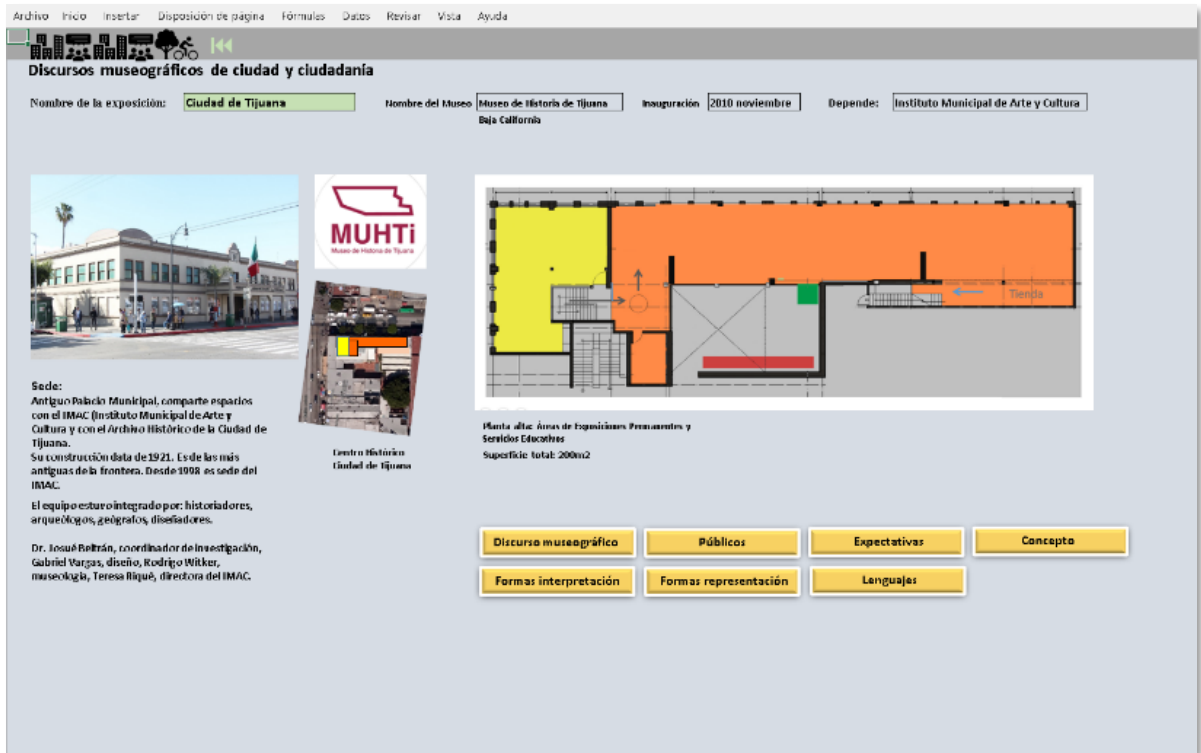 Archivo Inicio Insertar Disposición de página Fórmulas Datos Revisar Vista Ayuda
Discursos museográficos de ciudad y ciudadanía
Nombre de la exposición: Ciudad de Tijuana Nombre del Museo Museo de Historia de Tijuana Inauguración 2010 noviembre Depende: Instituto Municipal de Arte y Cultura
Baja California
MUHTi
Museo de Historia de Tijuana
Tienda
Sede:
Antiguo Palacio Municipal, comparte espacios
con el IMAC (Instituto Municipal de Arte y
Cultura y con el Archivo Histórico de la Ciudad de
Tijuana.
Su construcción data de 1921. Es de las más
antiguas de la frontera. Desde 1998 es sede del
IMAC.
El equipo esturo integrado por: historiadores,
arqueólogos, geógrafos, diseñadores.
Dr. Josué Beltrán, coordinador de investigación,
Gabriel Vargas, diseño, Rodrigo Witker,
museología, Teresa Riqué, directora del IMAC.
Centro Histórico
Ciudad de Tijuana
Planta alta: Áreas de Exposiciones Permanentes y
Servicios Educativos
Superficie total: 200m2
Discurso museográfico Públicos Expectativas Concepto
Formas interpretación Formas representación Lenguajes